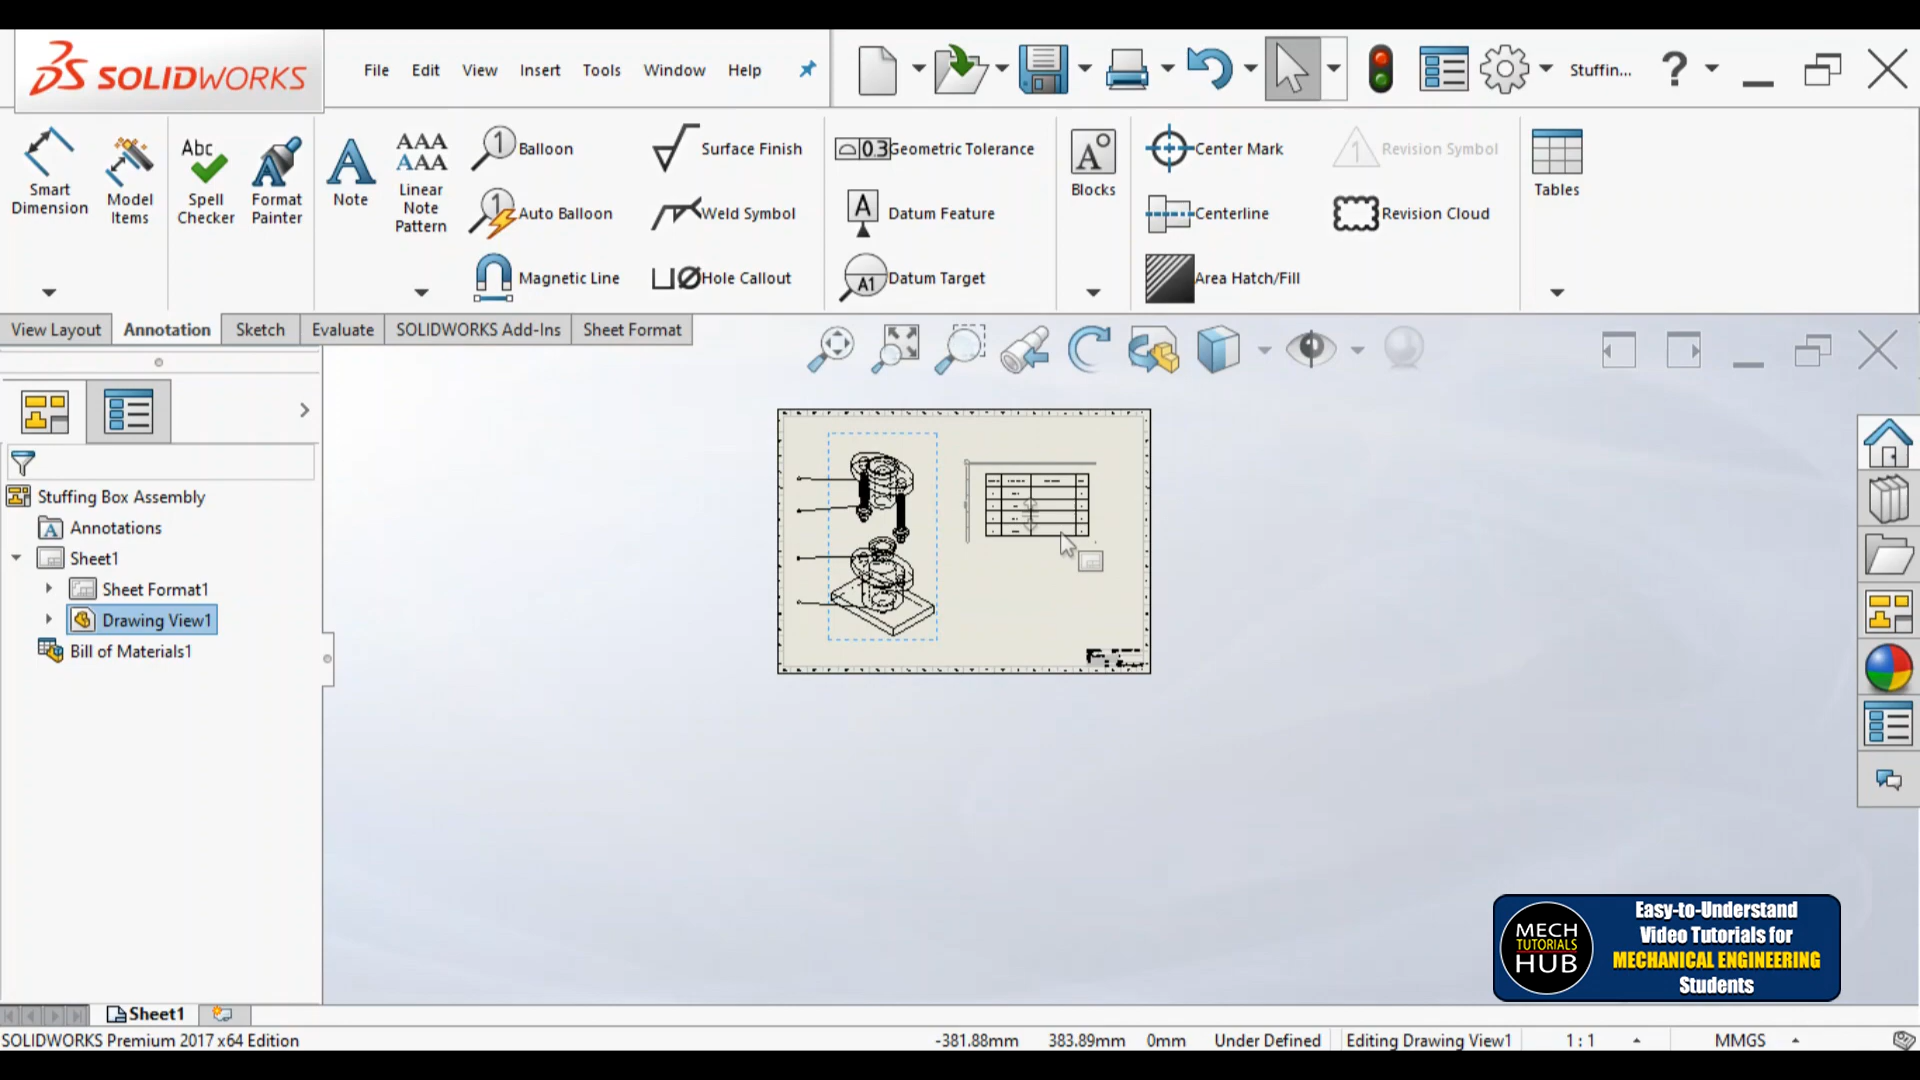 SOLIDWORKS
File Edit View Insert Tools Window Help
Stuffin...
?
Smart Dimension
Model Items
Abc
Spell Checker
Format Painter
Note
AAA
AAA
Linear Note Pattern
1 Balloon
1 Auto Balloon
Magnetic Line
Surface Finish
Weld Symbol
Hole Callout
0.3 Geometric Tolerance
A Datum Feature
A1 Datum Target
A
Blocks
Center Mark
Centerline
Area Hatch/Fill
1 Revision Symbol
Revision Cloud
Tables
View Layout Annotation Sketch Evaluate SOLIDWORKS Add-Ins Sheet Format
Stuffing Box Assembly
A Annotations
Sheet1
Sheet Format1
Drawing View1
Bill of Materials1
MECH
TUTORIALS
HUB
Easy-to-Understand
Video Tutorials for
MECHANICAL ENGINEERING
Students
Sheet1
SOLIDWORKS Premium 2017 x64 Edition
-381.88mm 383.89mm 0mm Under Defined Editing Drawing View1 1 : 1 MMGS